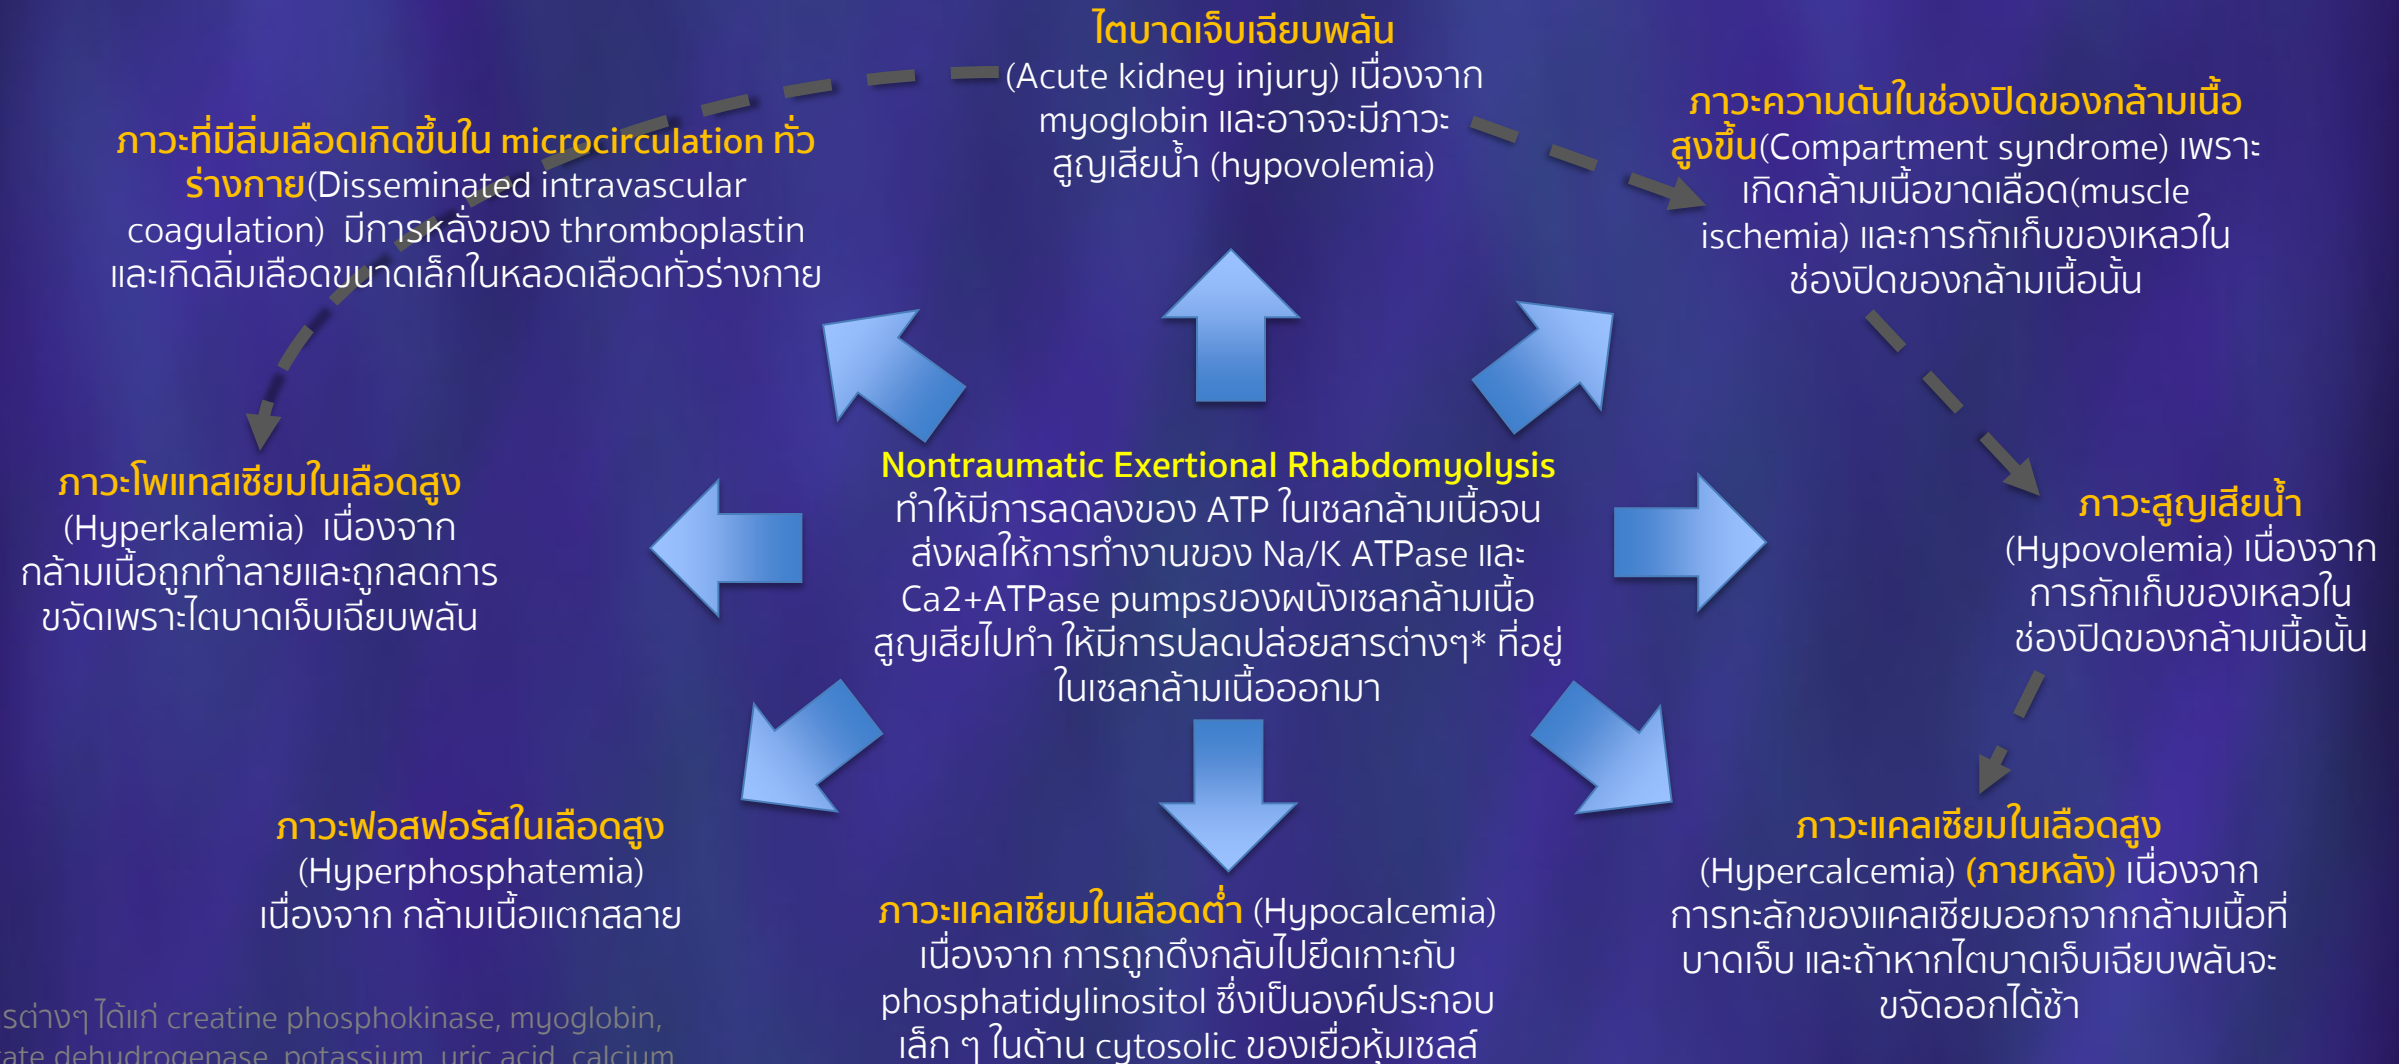 ไตบาดเจ็บเฉียบพลัน
(Acute kidney injury) เนื่องจาก
myoglobin และอาจจะมีภาวะ
สูญเสียน้ำ (hypovolemia)
ภาวะที่มีลิ่มเลือดเกิดขึ้นใน microcirculation ทั่ว
ร่างกาย(Disseminated intravascular
coagulation) มีการหลั่งของ thromboplastin
และเกิดลิ่มเลือดขนาดเล็กในหลอดเลือดทั่วร่างกาย
ภาวะความดันในช่องปิดของกล้ามเนื้อ
สูงขึ้น(Compartment syndrome) เพราะ
เกิดกล้ามเนื้อขาดเลือด(muscle
ischemia) และการกักเก็บของเหลวใน
ช่องปิดของกล้ามเนื้อนั้น
ภาวะโพแทสเซียมในเลือดสูง
(Hyperkalemia) เนื่องจาก
กล้ามเนื้อถูกทำลายและถูกลดการ
ขจัดเพราะไตบาดเจ็บเฉียบพลัน
Nontraumatic Exertional Rhabdomyolysis
ทำให้มีการลดลงของ ATP ในเซลกล้ามเนื้อจน
ส่งผลให้การทำงานของ Na/K ATPase และ
Ca2+ATPase pumpsของผนังเซลกล้ามเนื้อ
สูญเสียไปทำ ให้มีการปลดปล่อยสารต่างๆ* ที่อยู่
ในเซลกล้ามเนื้อออกมา
ภาวะสูญเสียน้ำ
(Hypovolemia) เนื่องจาก
การกักเก็บของเหลวใน
ช่องปิดของกล้ามเนื้อนั้น
ภาวะฟอสฟอรัสในเลือดสูง
(Hyperphosphatemia)
เนื่องจาก กล้ามเนื้อแตกสลาย
ภาวะแคลเซียมในเลือดต่ำ (Hypocalcemia)
เนื่องจาก การถูกดึงกลับไปยึดเกาะกับ
phosphatidylinositol ซึ่งเป็นองค์ประกอบ
เล็ก ๆ ในด้าน cytosolic ของเยื่อหุ้มเซลล์
ภาวะแคลเซียมในเลือดสูง
(Hypercalcemia) (ภายหลัง) เนื่องจาก
การทะลักของแคลเซียมออกจากกล้ามเนื้อที่
บาดเจ็บ และถ้าหากไตบาดเจ็บเฉียบพลันจะ
ขจัดออกได้ช้า
รต่างๆ ได้แก่ creatine phosphokinase, myoglobin,
dehydrogenase, potassium, uric acid, calcium